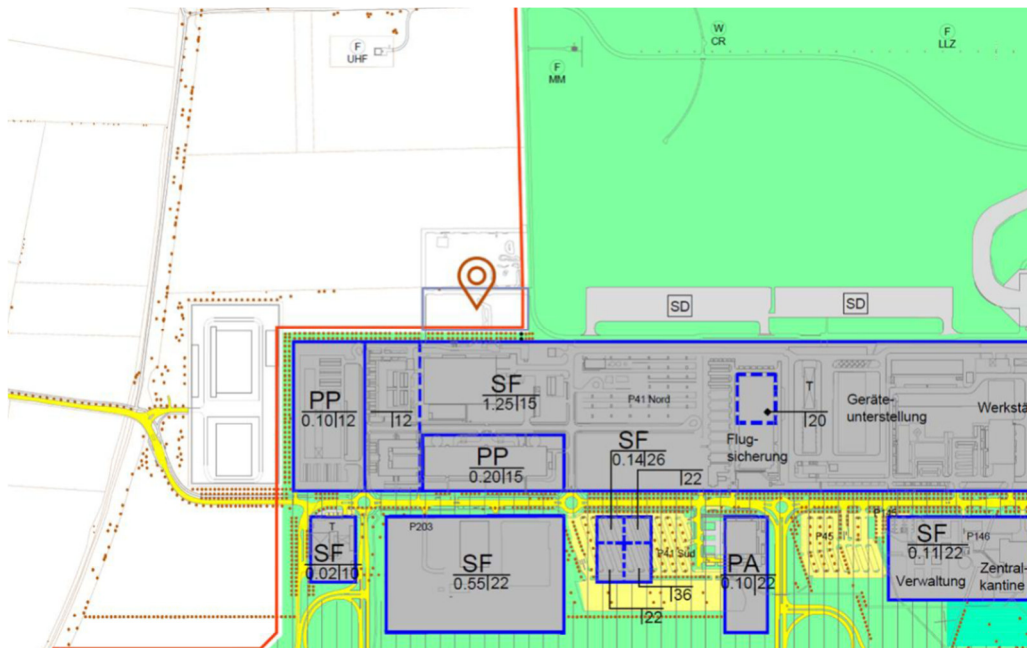 F
UHF
W
CR
F
LLZ
F
MM
SD
SD
PP
0.10|12
|12
SF
1.25|15
P41 Nord
T
|20
Geräte-
unterstellung
Flug-
sicherung
PP
0.20|15
SF
0.14|26
|22
T
SF
0.02|10
P203
SF
0.55|22
P41 Süd
|36
|22
PA
0.10|22
P45
SF
0.11|22
P146
Verwaltung
Zentral-
kantine